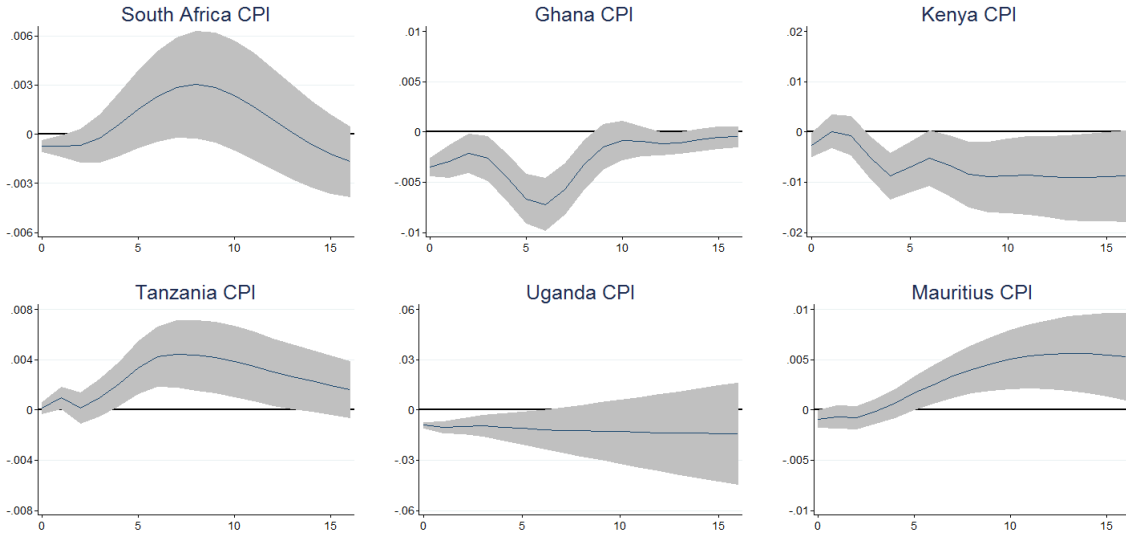 South Africa CPI
.006
.003
0
-.003
-.006
0 5 10 15
Ghana CPI
.01
.005
0
-.005
-.01
0 5 10 15
Kenya CPI
.02
.01
0
-.01
-.02
0 5 10 15
Tanzania CPI
.008
.004
0
-.004
-.008
0 5 10 15
Uganda CPI
.06
.03
0
-.03
-.06
0 5 10 15
Mauritius CPI
.01
.005
0
-.005
-.01
0 5 10 15